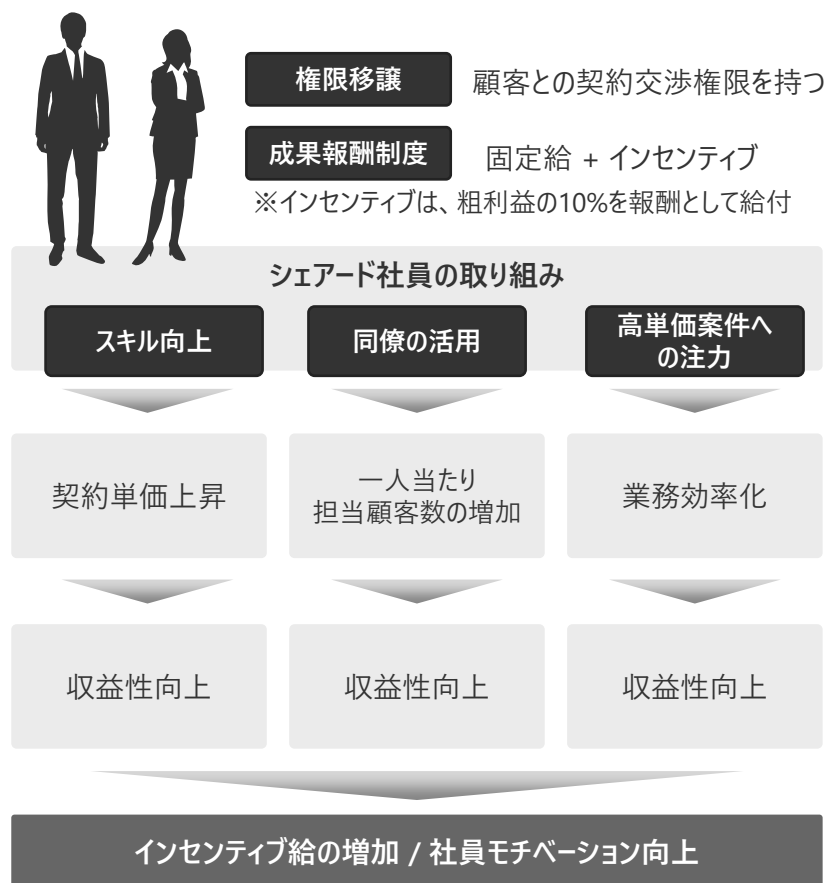 権限移譲 顧客との契約交渉権限を持つ
成果報酬制度 固定給 + インセンティブ
※インセンティブは、粗利益の10%を報酬として給付
シェアード社員の取り組み
スキル向上
同僚の活用
高単価案件へ
の注力
契約単価上昇
一人当たり
担当顧客数の増加
業務効率化
収益性向上
収益性向上
収益性向上
インセンティブ給の増加 / 社員モチベーション向上